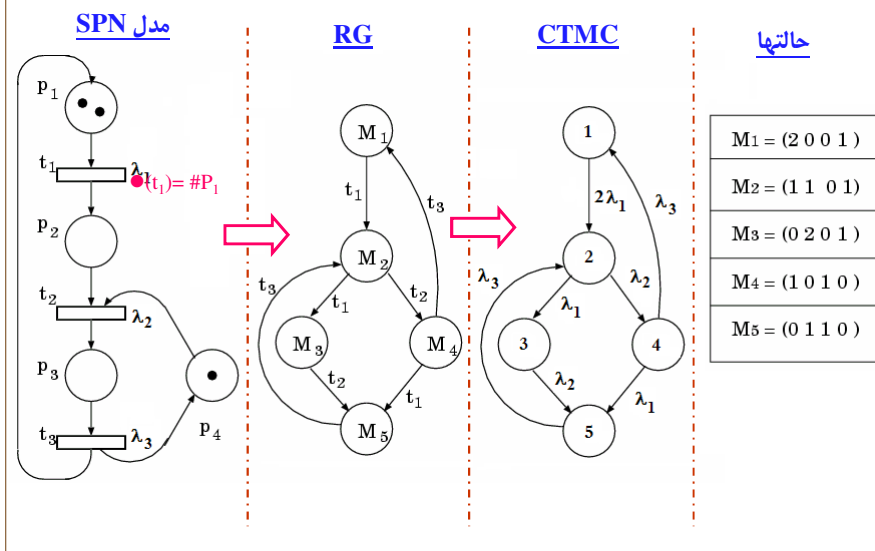 مدل SPN
RG
CTMC
حالتها
p1
t1
λ1
(t1)= #P1
p2
t2
λ2
p3
t3
λ3
p4
M1
t1
t3
M2
t3
t1
t2
M3
M4
t2
t1
M5
1
2λ1
λ3
2
λ3
λ1
λ2
3
4
λ2
λ1
5
M1 = (2 0 0 1 )
M2 = (1 1 0 1)
M3 = (0 2 0 1)
M4 = (1 0 1 0 )
M5 = (0 1 1 0 )